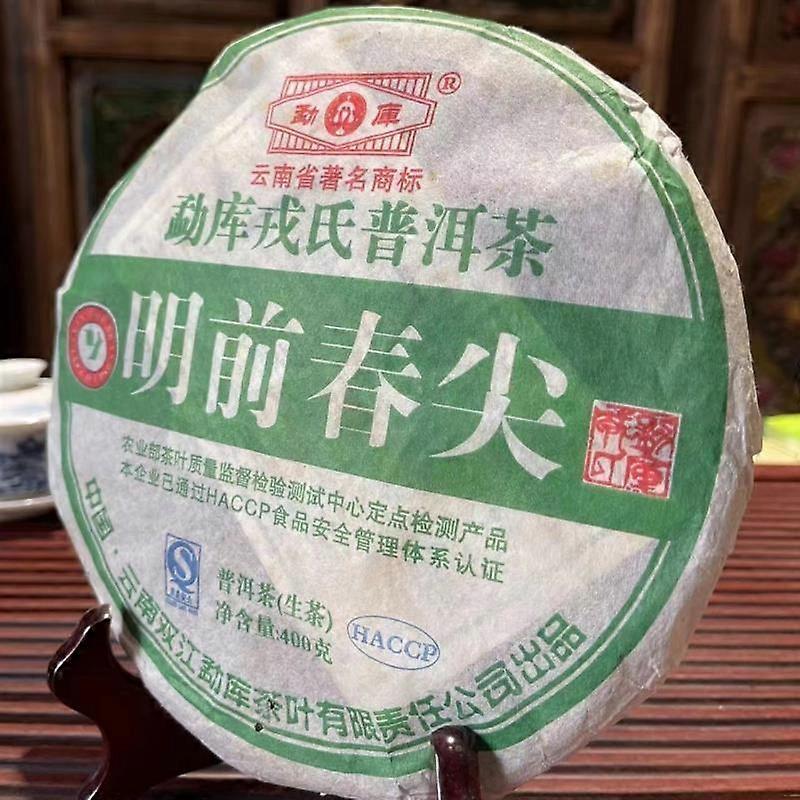 勐库 ®
云南省著名商标
勐库戎氏普洱茶
明前春尖
农业部茶叶质量监督检验测试中心定点检测产品
本企业已通过HACCP食品安全管理体系认证
普洱茶(生茶)
净含量:400克
HACCP
中国·云南双江勐库茶叶有限责任公司出品